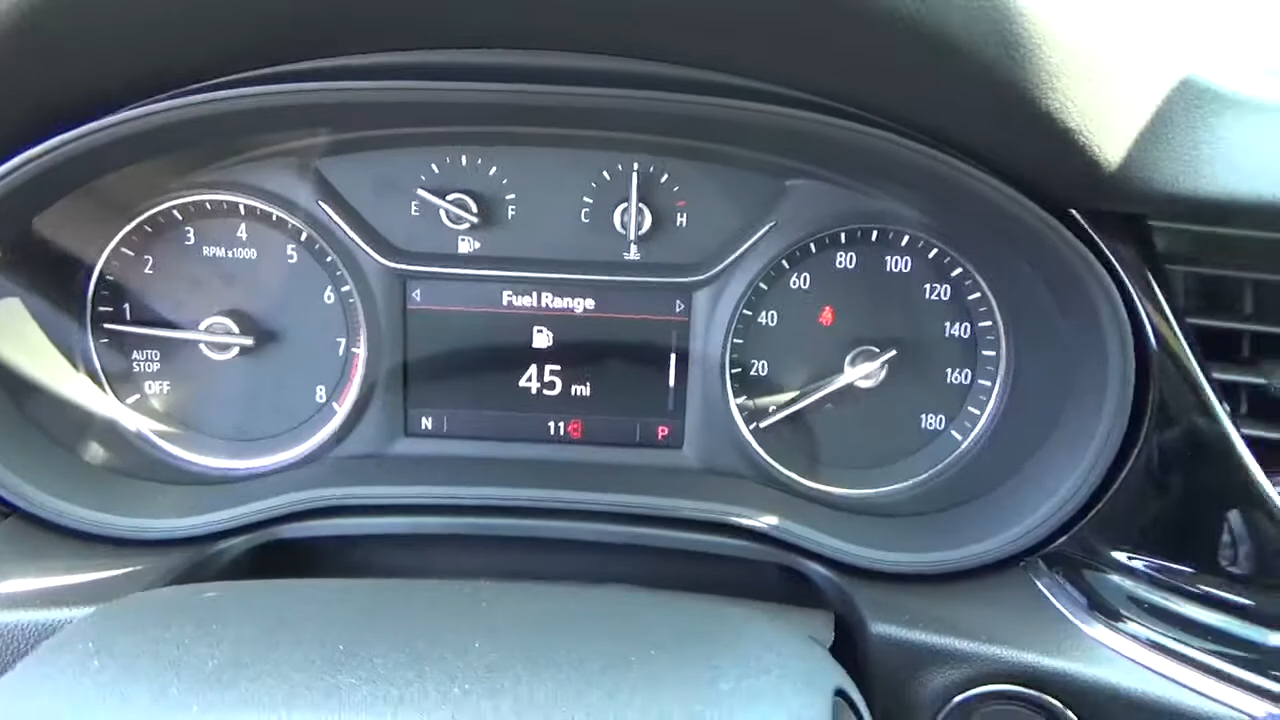 E F
C H
1 2 3 4 5 6 7 8
RPM x1000
AUTO
STOP
OFF
Fuel Range
45 mi
N 11 P
20 40 60 80 100 120 140 160 180